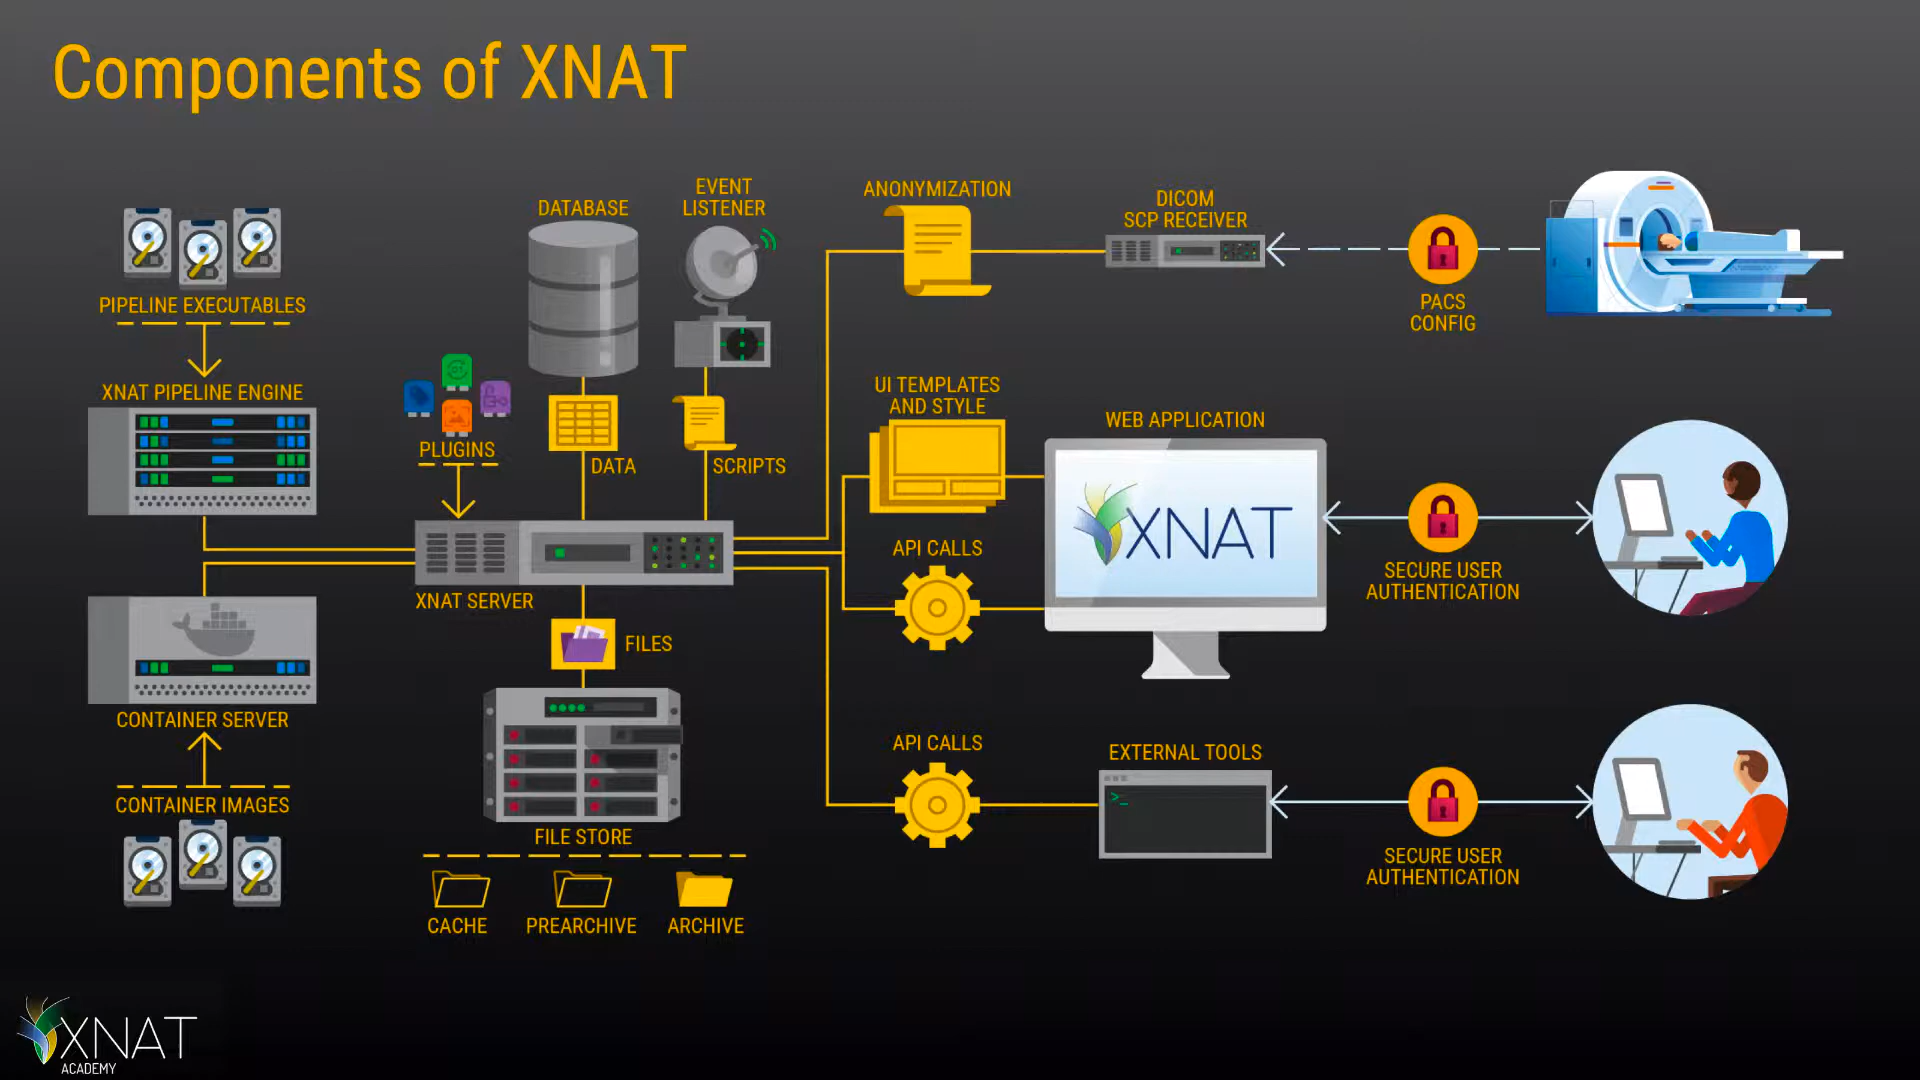 Components of XNAT
PIPELINE EXECUTABLES
XNAT PIPELINE ENGINE
CONTAINER SERVER
CONTAINER IMAGES
PLUGINS
DATABASE
DATA
EVENT
LISTENER
SCRIPTS
XNAT SERVER
FILES
FILE STORE
CACHE
PREARCHIVE
ARCHIVE
ANONYMIZATION
DICOM
SCP RECEIVER
PACS
CONFIG
UI TEMPLATES
AND STYLE
API CALLS
WEB APPLICATION
XNAT
SECURE USER
AUTHENTICATION
API CALLS
EXTERNAL TOOLS
>_
SECURE USER
AUTHENTICATION
XNAT
ACADEMY